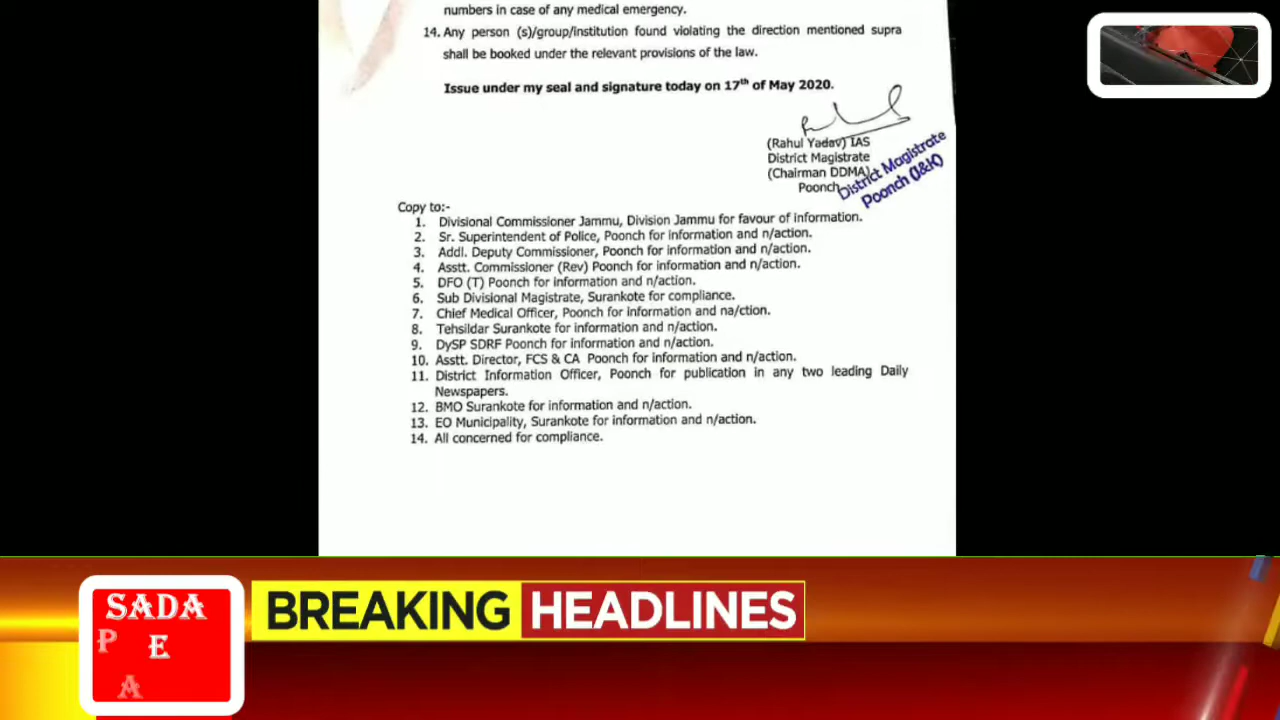 numbers in case of any medical emergency.
14. Any person (s)/group/institution found violating the direction mentioned supra
shall be booked under the relevant provisions of the law.
Issue under my seal and signature today on 17th of May 2020.
(Rahul Yadav) IAS
District Magistrate
(Chairman DDMA)
Poonch
District Magistrate
Poonch (J&K)
Copy to:-
1. Divisional Commissioner Jammu, Division Jammu for favour of information.
2. Sr. Superintendent of Police, Poonch for information and n/action.
3. Addl. Deputy Commissioner, Poonch for information and n/action.
4. Asstt. Commissioner (Rev) Poonch for information and n/action.
5. DFO (T) Poonch for information and n/action.
6. Sub Divisional Magistrate, Surankote for compliance.
7. Chief Medical Officer, Poonch for information and na/ction.
8. Tehsildar Surankote for information and n/action.
9. DySP SDRF Poonch for information and n/action.
10. Asstt. Director, FCS & CA Poonch for information and n/action.
11. District Information Officer, Poonch for publication in any two leading Daily
Newspapers.
12. BMO Surankote for information and n/action.
13. EO Municipality, Surankote for information and n/action.
14. All concerned for compliance.
BREAKING HEADLINES
SADA
P E
A